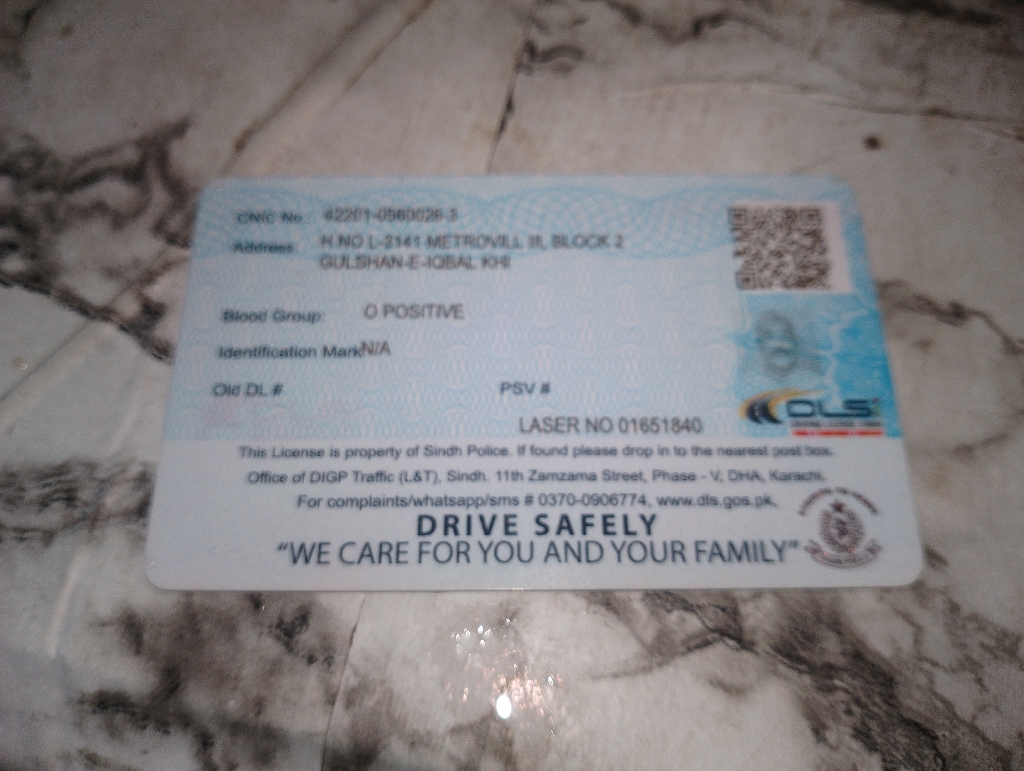 CNIC No:
Address: H.NO L-3141 METROVILL III, BLOCK 2
GULSHAN-E-IQBAL KHI
Blood Group: O POSITIVE
Identification Mark: N/A
Old DL # PSV #
LASER NO 01651840
DLS
This License is property of Sindh Police. If found please drop in to the nearest post box.
Office of DIGP Traffic (L&T), Sindh. 11th Zamzama Street, Phase - V, DHA, Karachi.
For complaints/whatsapp/sms # 0370-0906774, www.dls.gos.pk,
DRIVE SAFELY
"WE CARE FOR YOU AND YOUR FAMILY"